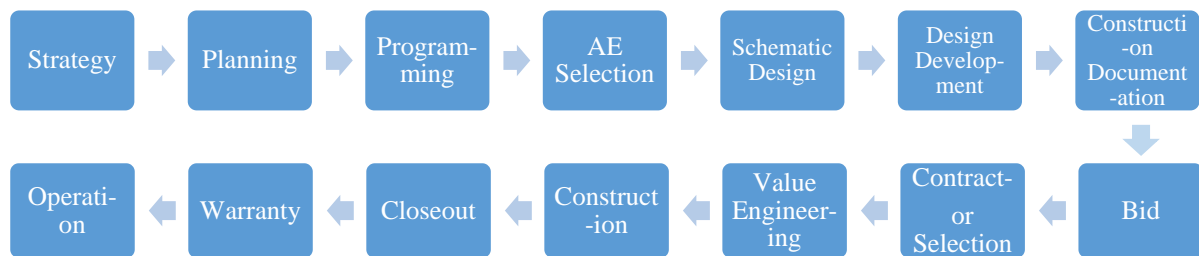 Strategy
Planning
Program-
ming
AE
Selection
Schematic
Design
Design
Develop-
ment
Constructi
-on
Document
-ation
Bid
Contract-
or
Selection
Value
Engineer-
ing
Construct
-ion
Closeout
Warranty
Operati-
on